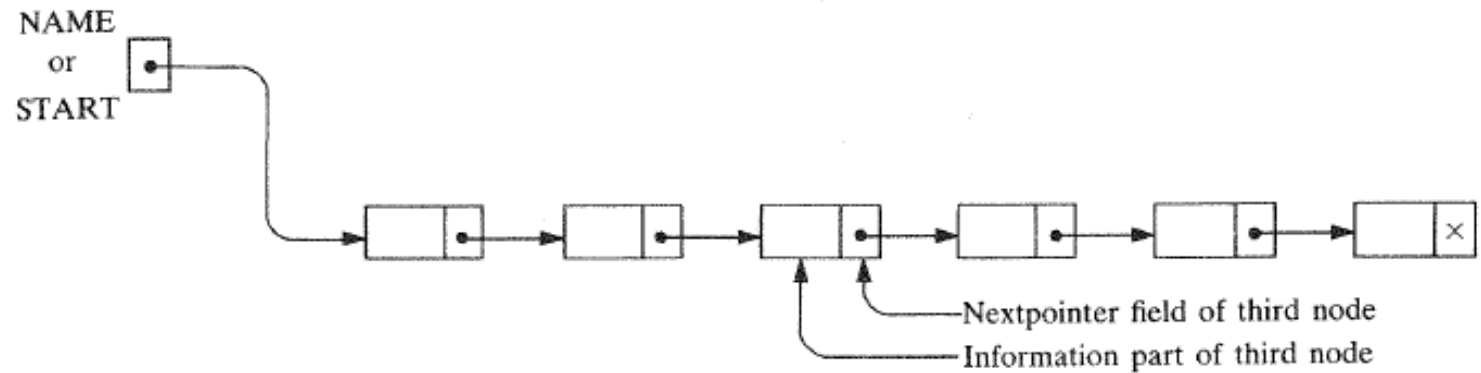 NAME
or
START
×
Nextpointer field of third node
Information part of third node